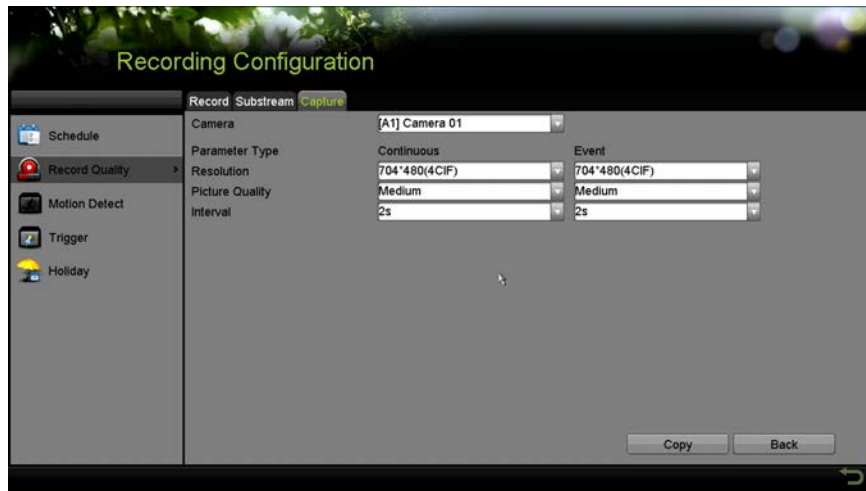 Recording Configuration
Record Substream Capture
Schedule
Record Quality
Motion Detect
Trigger
Holiday
Camera [A1] Camera 01
Parameter Type Continuous Event
Resolution 704*480(4CIF) 704*480(4CIF)
Picture Quality Medium Medium
Interval 2s 2s
Copy Back